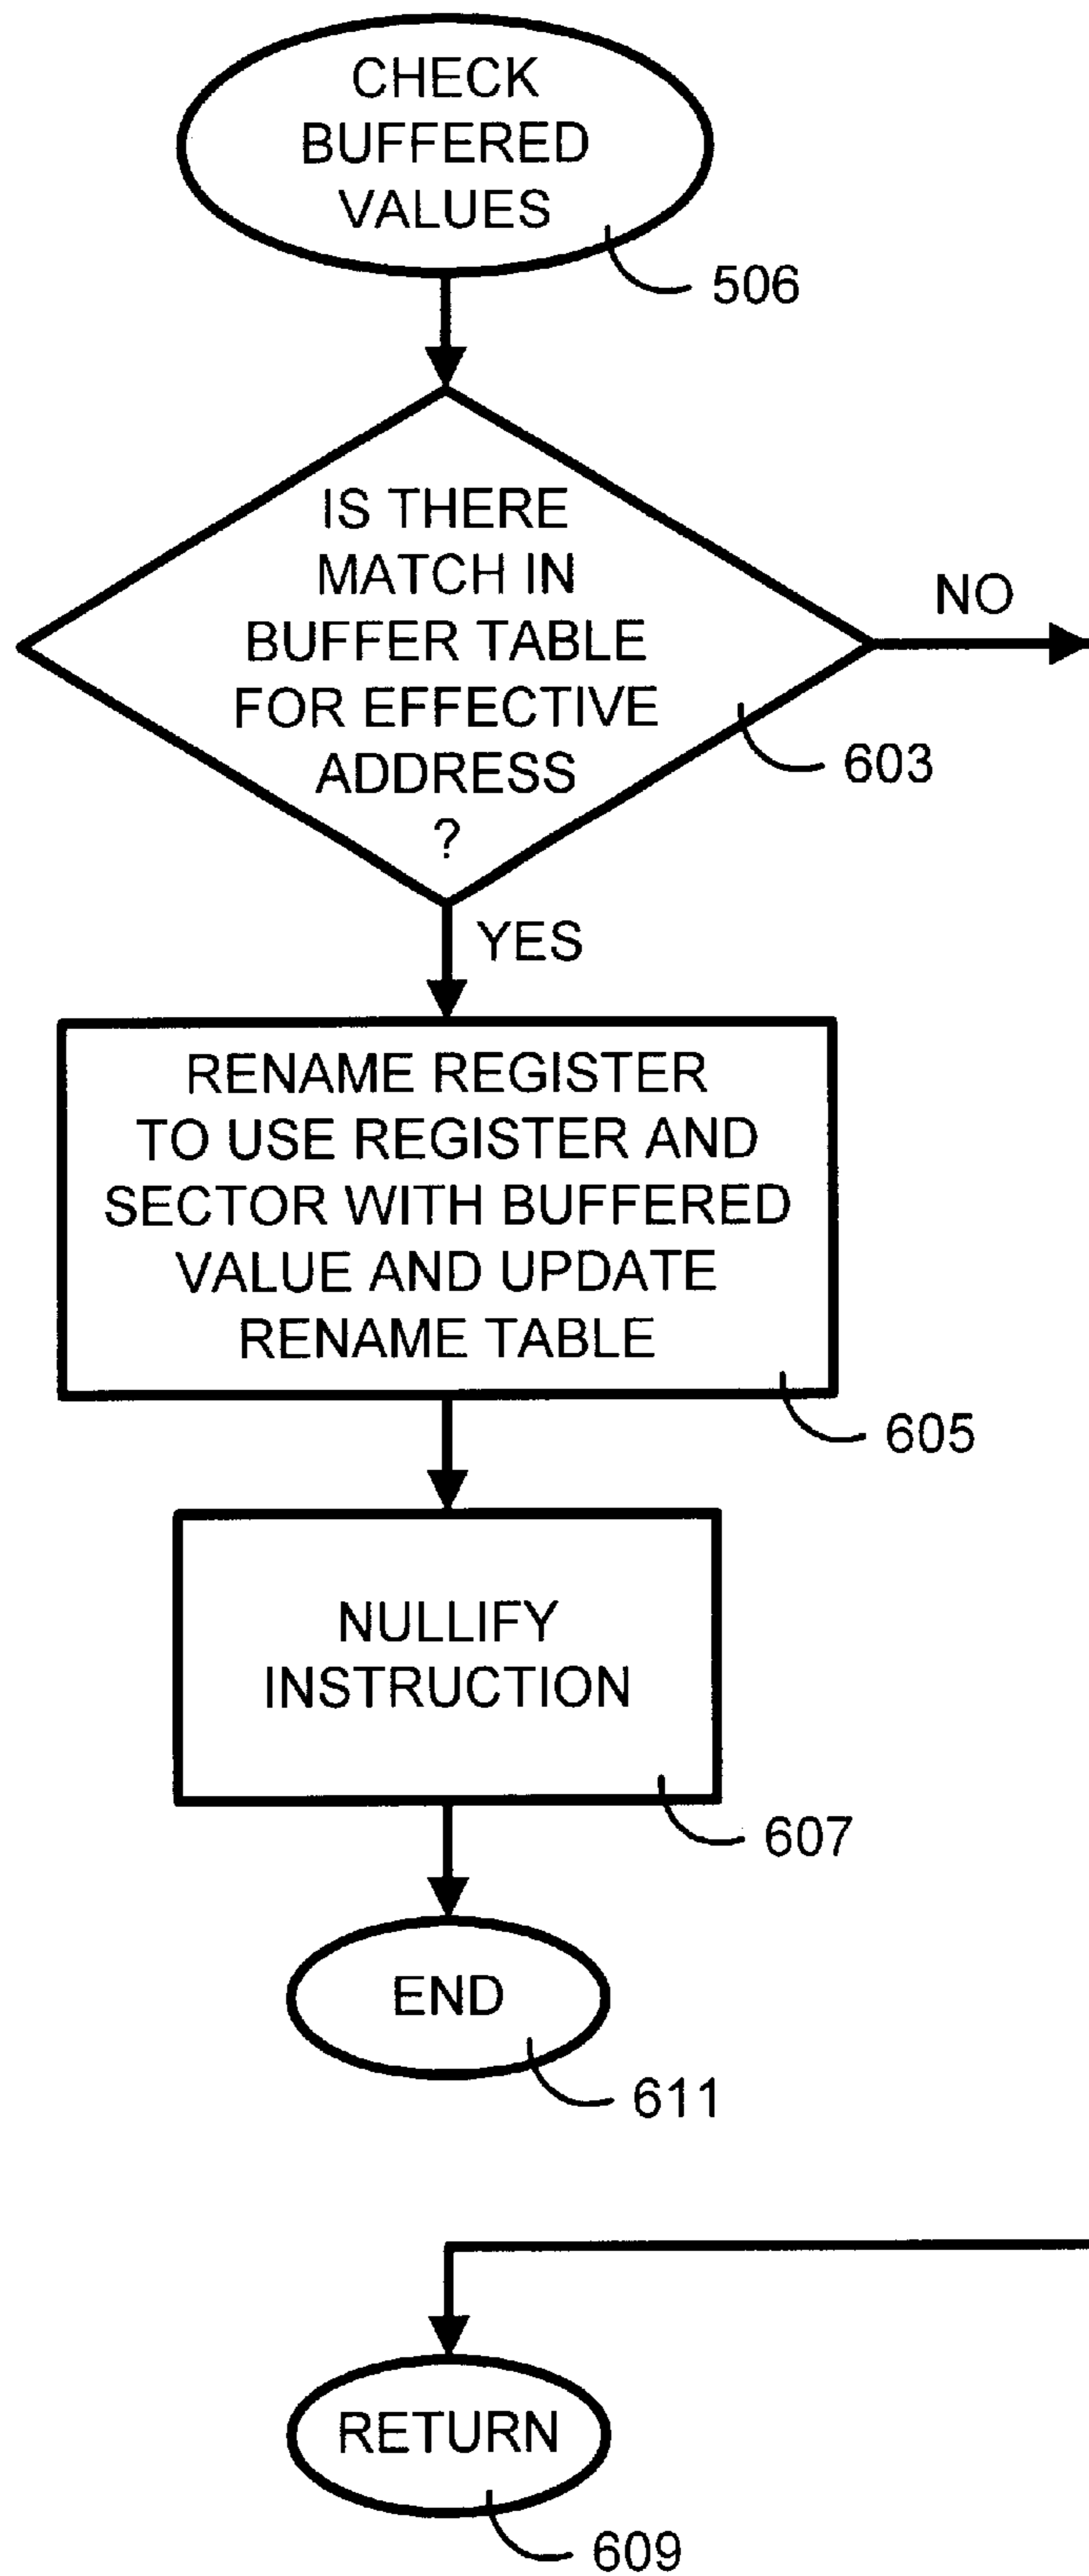 CHECK
BUFFERED
VALUES
506
IS THERE
MATCH IN
BUFFER TABLE
FOR EFFECTIVE
ADDRESS
?
NO
603
YES
RENAME REGISTER
TO USE REGISTER AND
SECTOR WITH BUFFERED
VALUE AND UPDATE
RENAME TABLE
605
NULLIFY
INSTRUCTION
607
END
611
RETURN
609